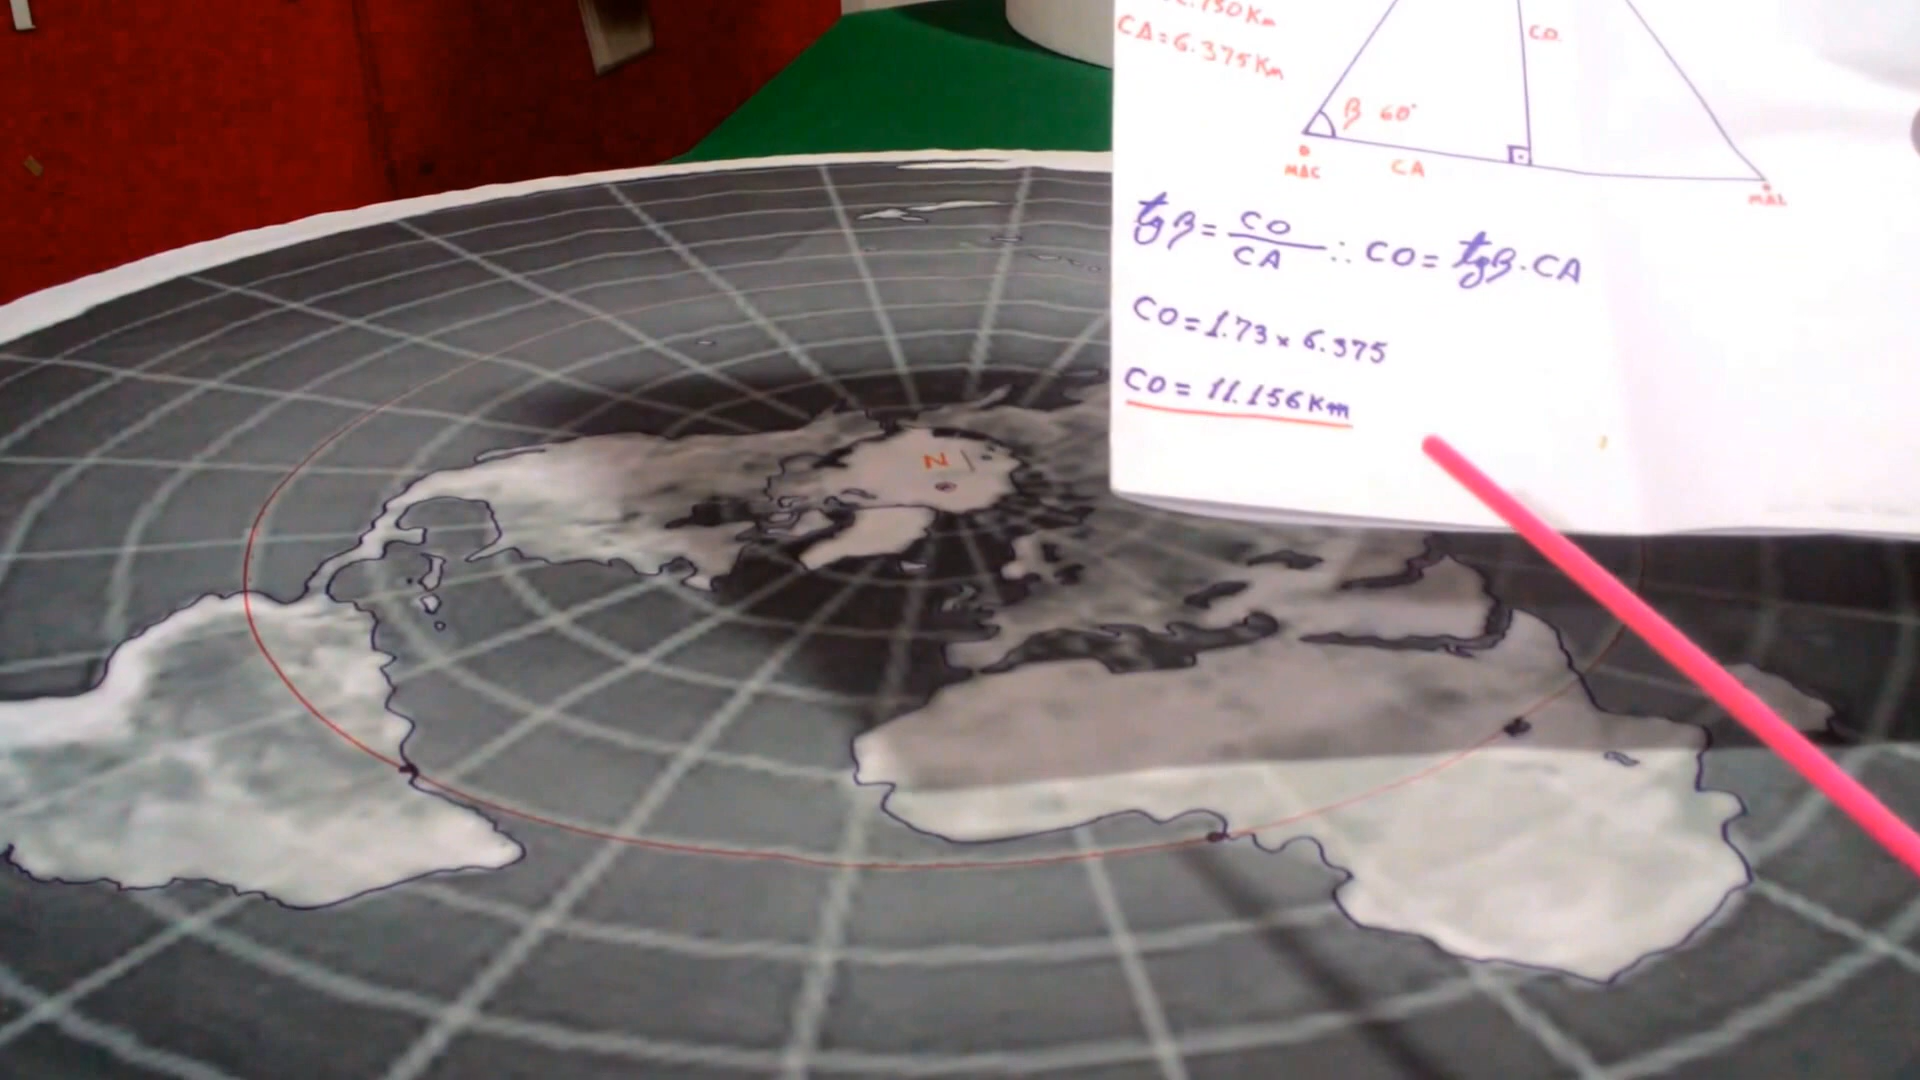 .750Km
CA=6.375Km
CO.
β 60°
MAC
CA
tgβ = CO/CA ∴ CO = tgβ.CA
CO=1.73 x 6.375
CO = 11.156Km
N